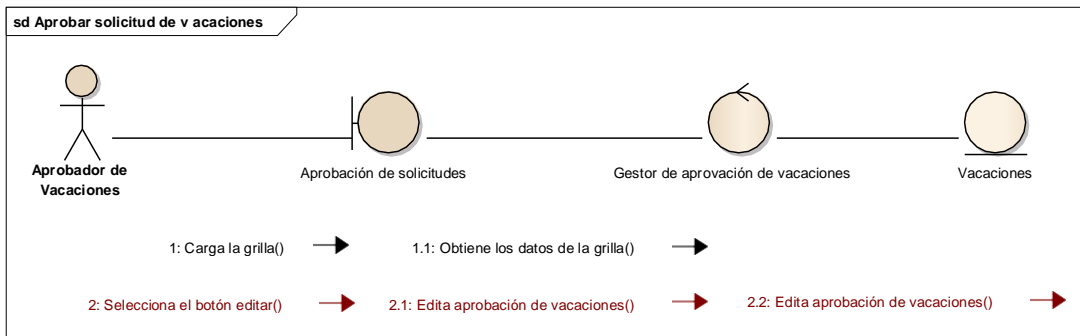 sd Aprobar solicitud de v acaciones
Aprobador de
Vacaciones
Aprobación de solicitudes
Gestor de aprovación de vacaciones
Vacaciones
1: Carga la grilla()
1.1: Obtiene los datos de la grilla()
2: Selecciona el botón editar()
2.1: Edita aprobación de vacaciones()
2.2: Edita aprobación de vacaciones()